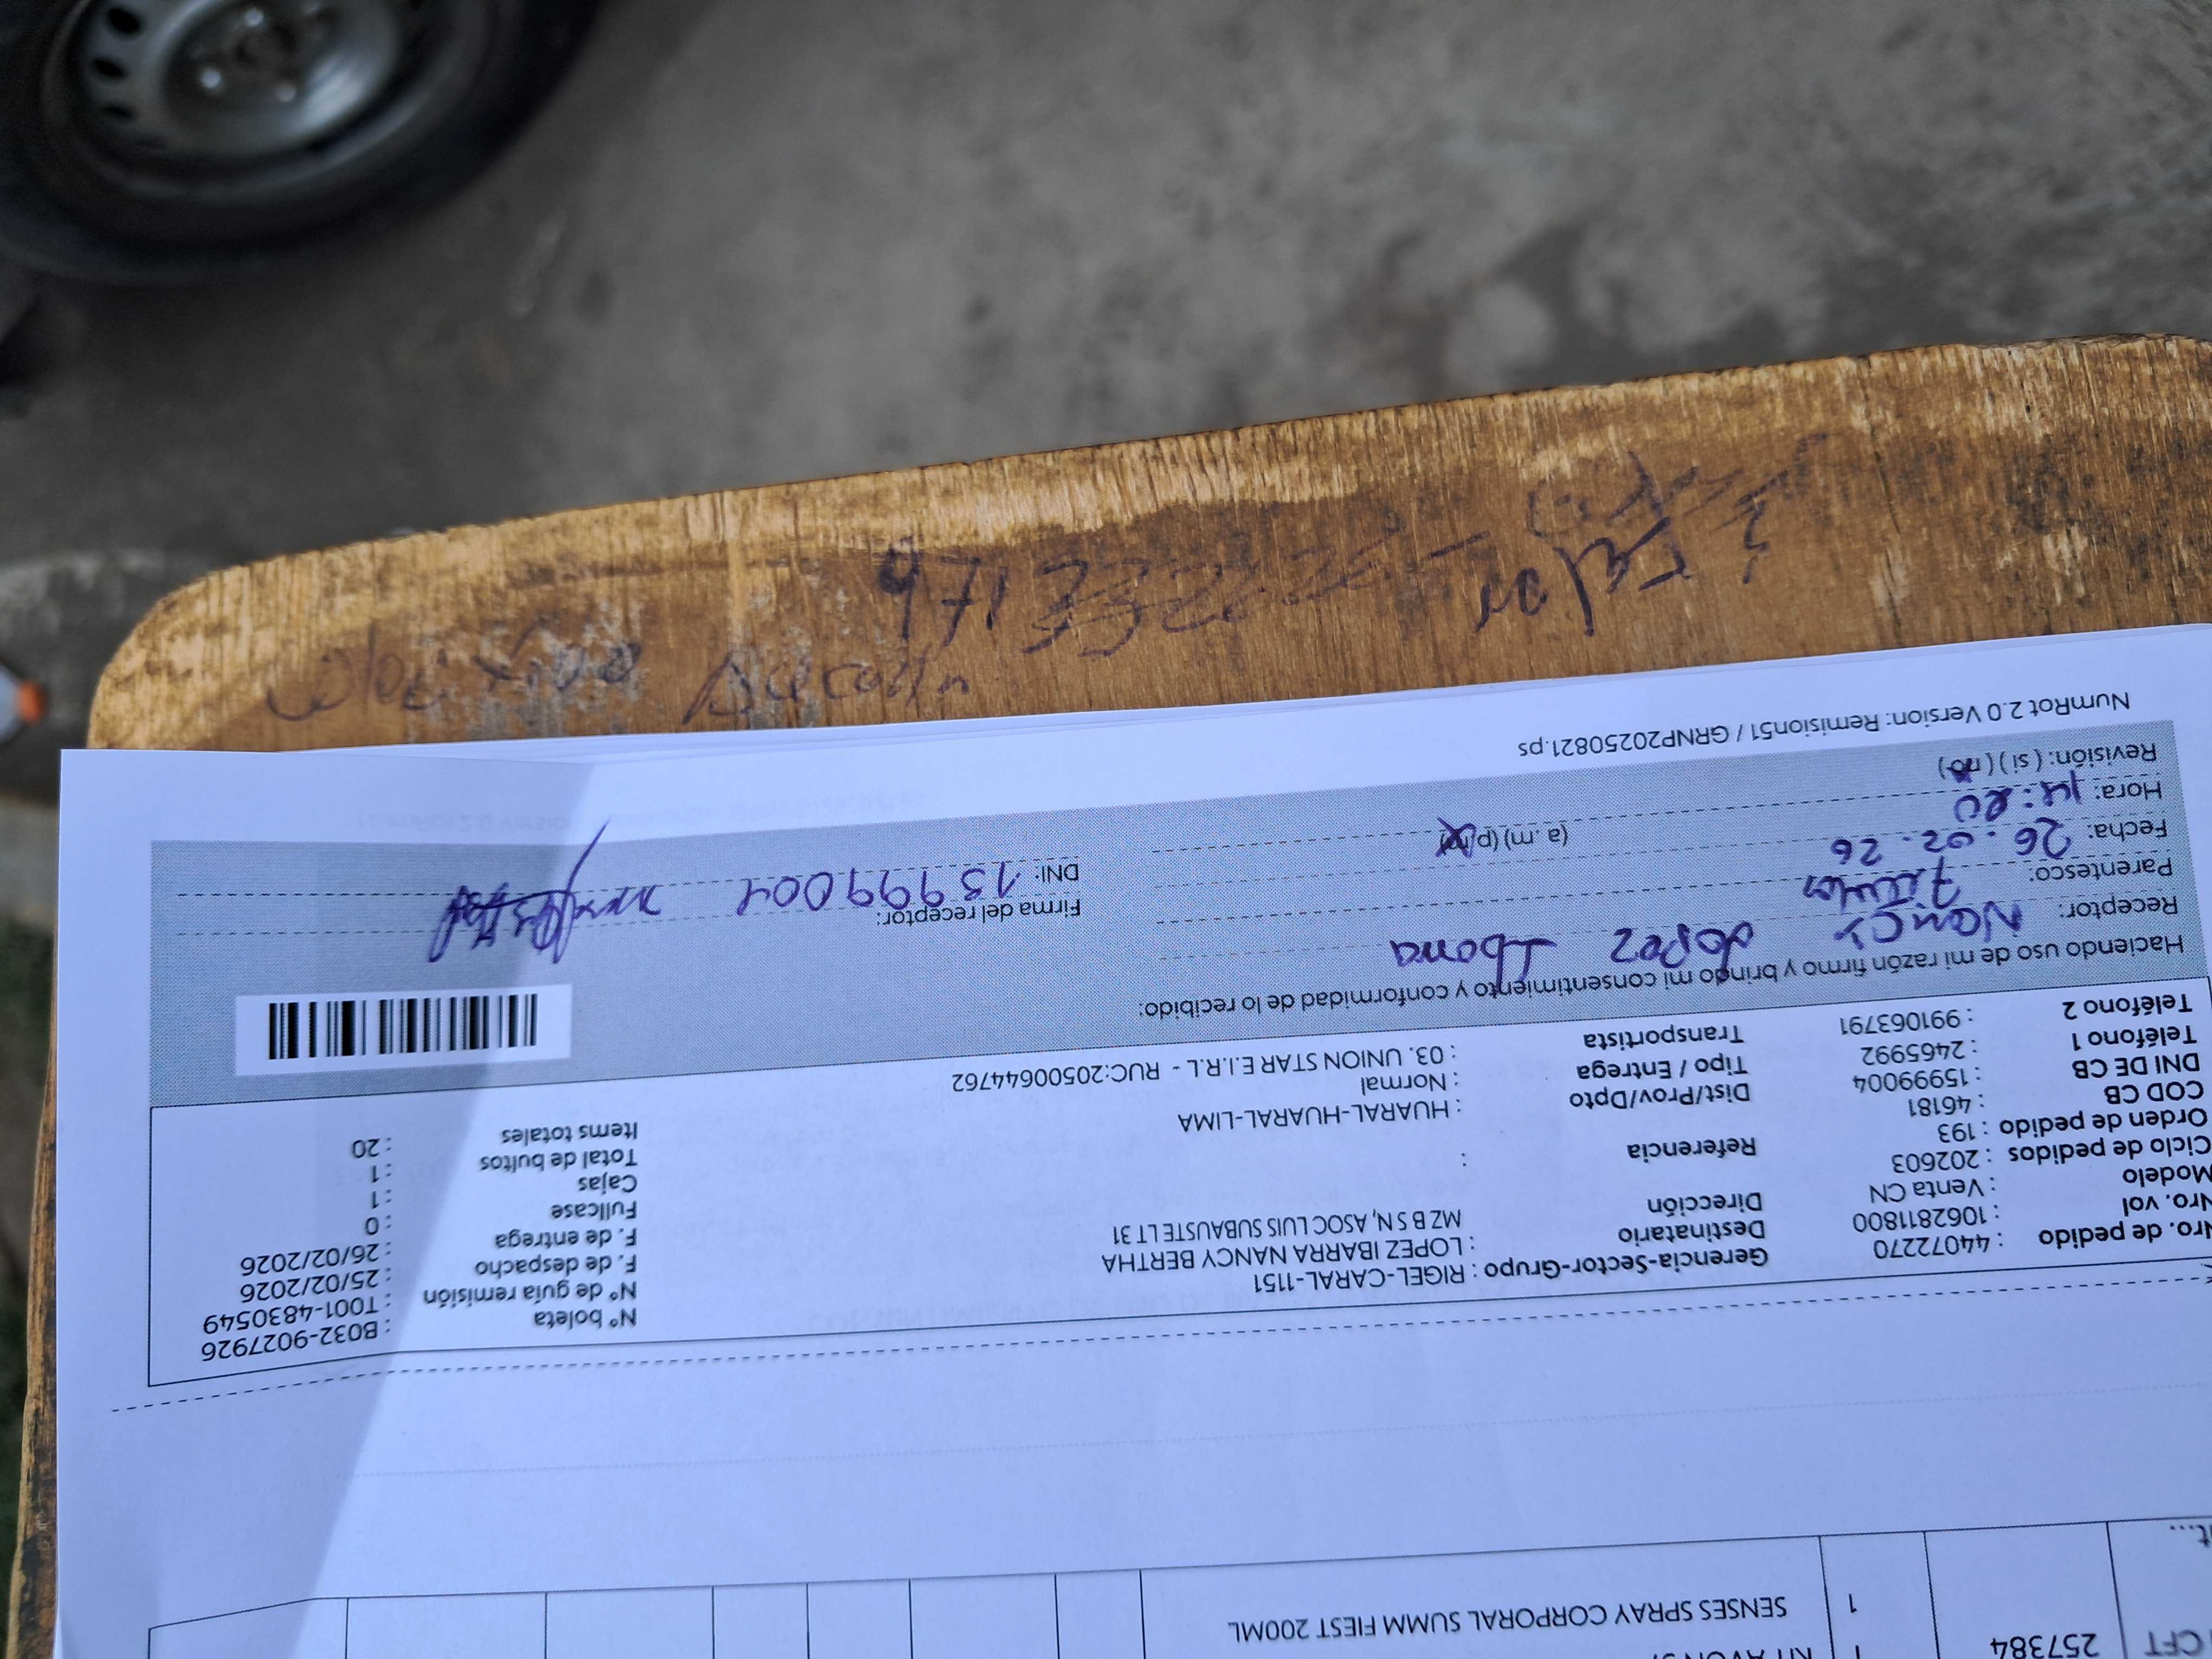 CFT 257384 KIT AVON
1 SENSES SPRAY CORPORAL SUMM FIEST 200ML
Nro. de pedido : 44072270
Nro. vol : 1062811800
Modelo : Venta CN
Ciclo de pedidos : 202603
Orden de pedido : 193
COD CB : 46181
DNI DE CB : 15999004
Teléfono 1 : 2465992
Teléfono 2 : 991063791
Gerencia-Sector-Grupo : RIGEL-CARAL-1151
Destinatario : LOPEZ IBARRA NANCY BERTHA
Dirección MZ B S N, ASOC LUIS SUBAUSTE LT 31
Referencia :
Dist/Prov/Dpto : HUARAL-HUARAL-LIMA
Tipo / Entrega : Normal
Transportista : 03. UNION STAR E.I.R.L - RUC:20500644762
N° boleta : B032-9027926
N° de guía remisión : T001-4830549
F. de despacho : 25/02/2026
F. de entrega : 26/02/2026
Fullcase : 0
Cajas : 1
Total de bultos : 1
Items totales : 20
Haciendo uso de mi razón firmo y brindo mi consentimiento y conformidad de lo recibido:
Receptor: Nancy Lopez Ibarra
Parentesco: Titular
Fecha: 26.02.26
Hora: 14:20 (a. m) (p. m)
Revisión: ( si ) ( no )
Firma del receptor:
DNI: 15999004
NumRot 2.0 Version: Remision51 / GRNP20250821.ps